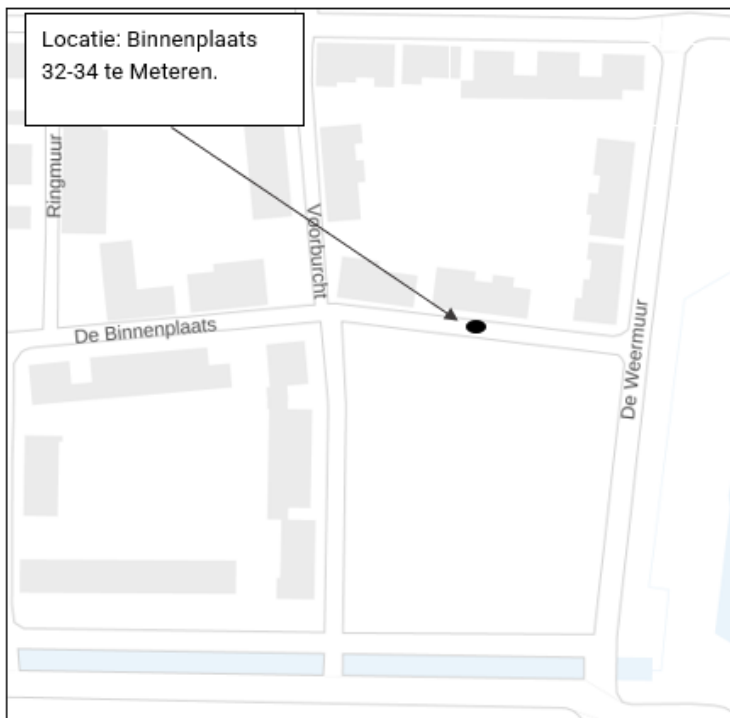 Locatie: Binnenplaats
32-34 te Meteren.
Ringmuur
Voorburcht
De Binnenplaats
De Weermuur